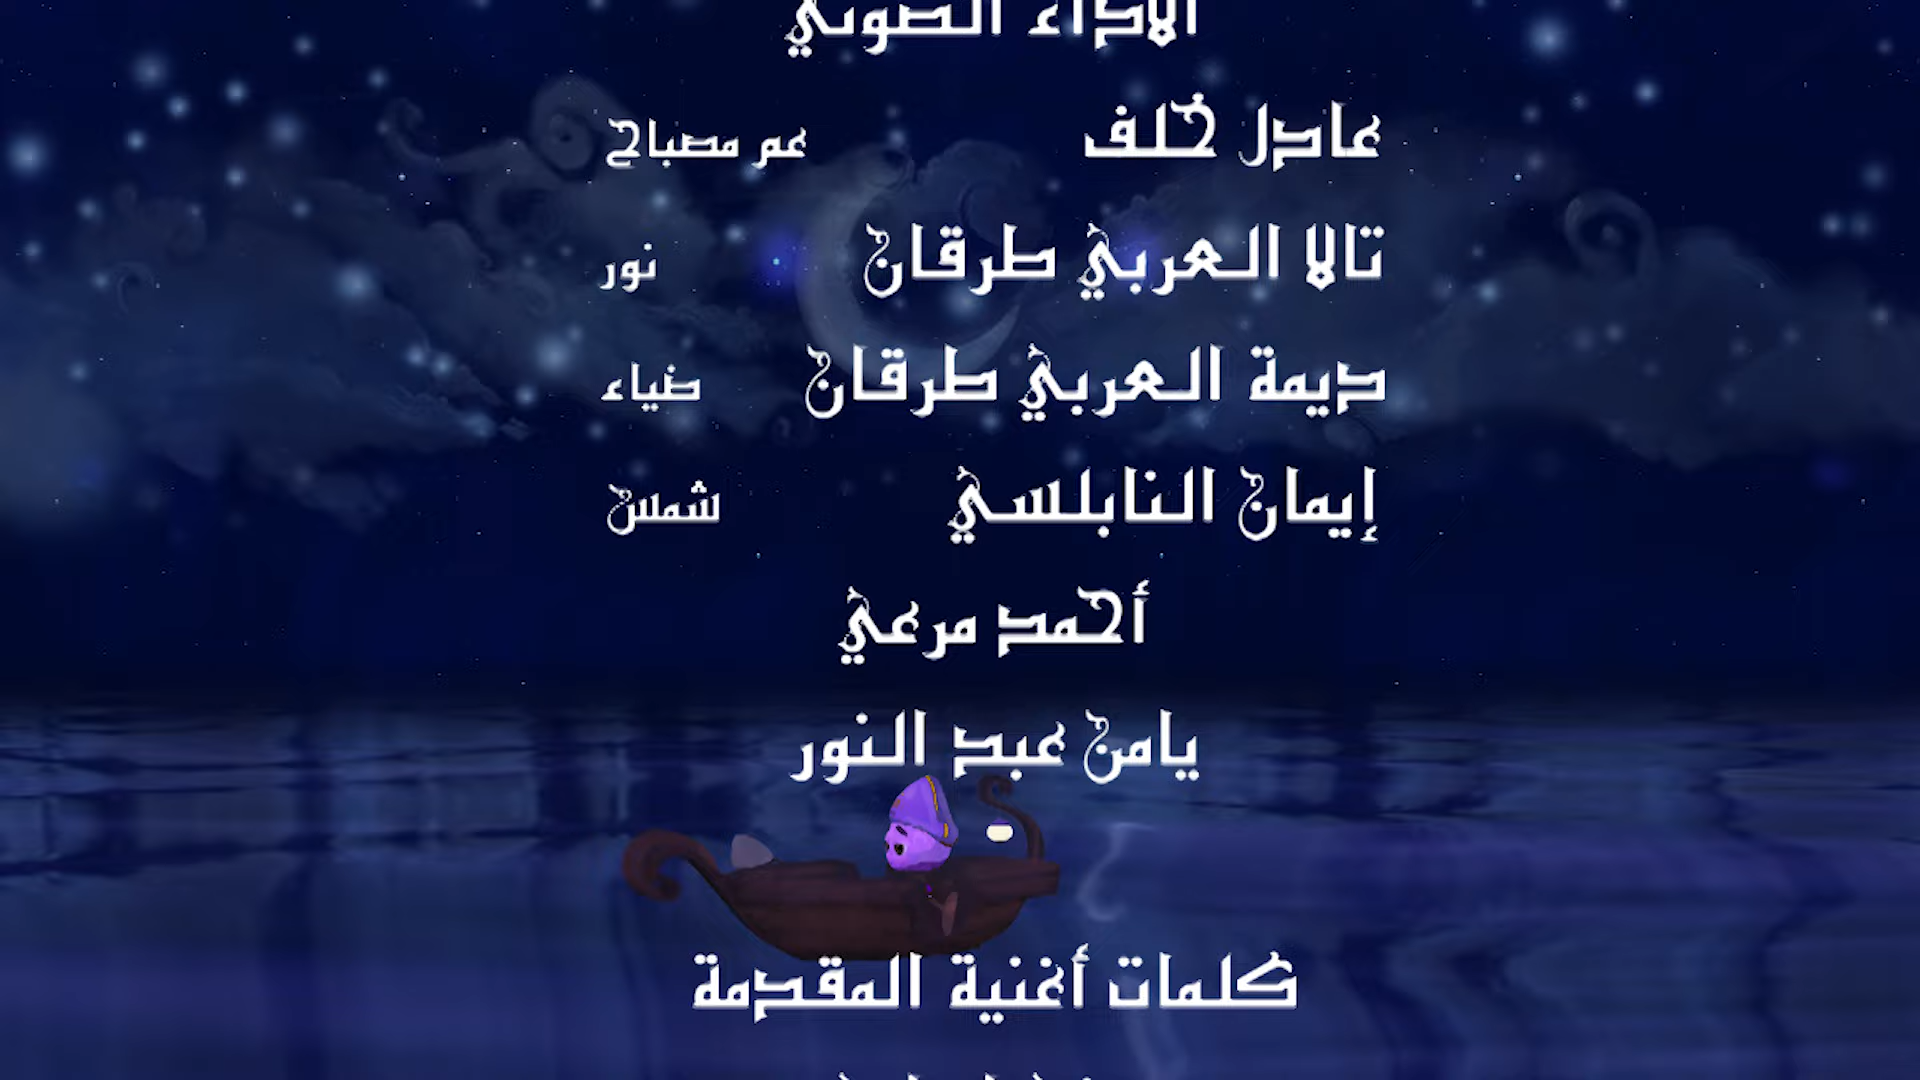 الأداء الصوتي
عادل خلف عم مصباح
تالا العربي طرقان نور
ديمة العربي طرقان ضياء
إيمان النابلسي شمس
أحمد مرعي
يامن عبد النور
كلمات أغنية المقدمة